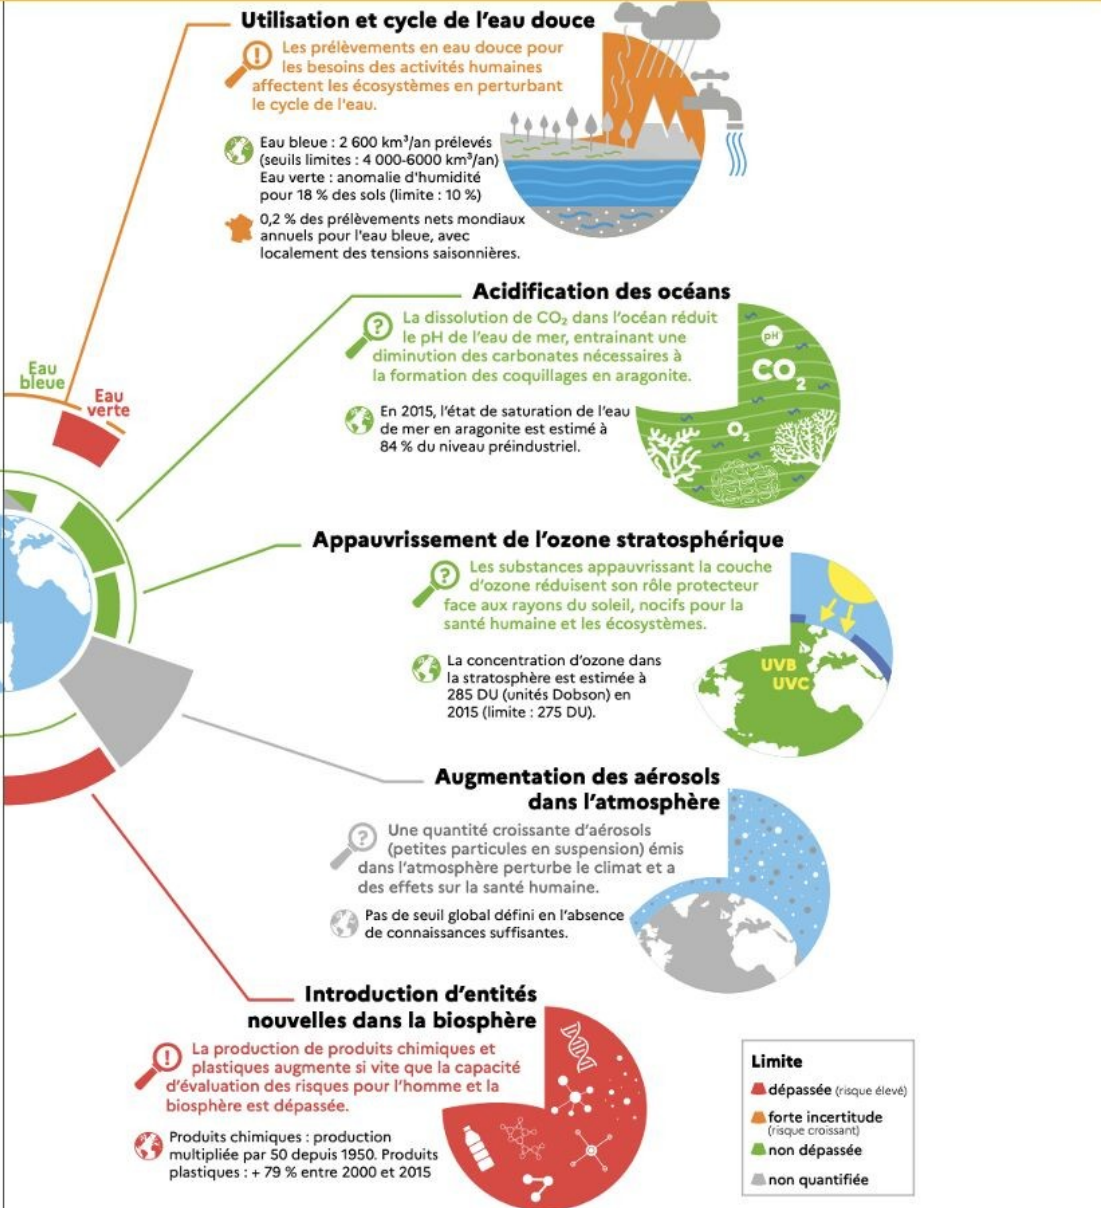 Utilisation et cycle de l'eau douce
Les prélèvements en eau douce pour
les besoins des activités humaines
affectent les écosystèmes en perturbant
le cycle de l'eau.
Eau bleue : 2 600 km³/an prélevés
(seuils limites : 4 000-6000 km³/an)
Eau verte : anomalie d'humidité
pour 18 % des sols (limite : 10 %)
0,2 % des prélèvements nets mondiaux
annuels pour l'eau bleue, avec
localement des tensions saisonnières.
Eau
bleue
Eau
verte
Acidification des océans
La dissolution de CO₂ dans l'océan réduit
le pH de l'eau de mer, entrainant une
diminution des carbonates nécessaires à
la formation des coquillages en aragonite.
En 2015, l'état de saturation de l'eau
de mer en aragonite est estimé à
84 % du niveau préindustriel.
pH
CO₂
O₂
Appauvrissement de l'ozone stratosphérique
Les substances appauvrissant la couche
d'ozone réduisent son rôle protecteur
face aux rayons du soleil, nocifs pour la
santé humaine et les écosystèmes.
La concentration d'ozone dans
la stratosphère est estimée à
285 DU (unités Dobson) en
2015 (limite : 275 DU).
UVB
UVC
Augmentation des aérosols
dans l'atmosphère
Une quantité croissante d'aérosols
(petites particules en suspension) émis
dans l'atmosphère perturbe le climat et a
des effets sur la santé humaine.
Pas de seuil global défini en l'absence
de connaissances suffisantes.
Introduction d'entités
nouvelles dans la biosphère
La production de produits chimiques et
plastiques augmente si vite que la capacité
d'évaluation des risques pour l'homme et la
biosphère est dépassée.
Produits chimiques : production
multipliée par 50 depuis 1950. Produits
plastiques : + 79 % entre 2000 et 2015
Limite
dépassée (risque élevé)
forte incertitude
(risque croissant)
non dépassée
non quantifiée